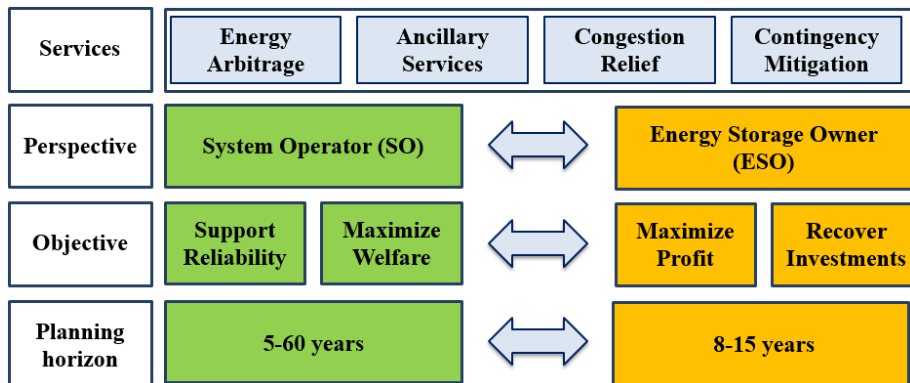 Services
Energy
Arbitrage
Ancillary
Services
Congestion
Relief
Contingency
Mitigation
Perspective
System Operator (SO)
Energy Storage Owner
(ESO)
Objective
Support
Reliability
Maximize
Welfare
Maximize
Profit
Recover
Investments
Planning
horizon
5-60 years
8-15 years